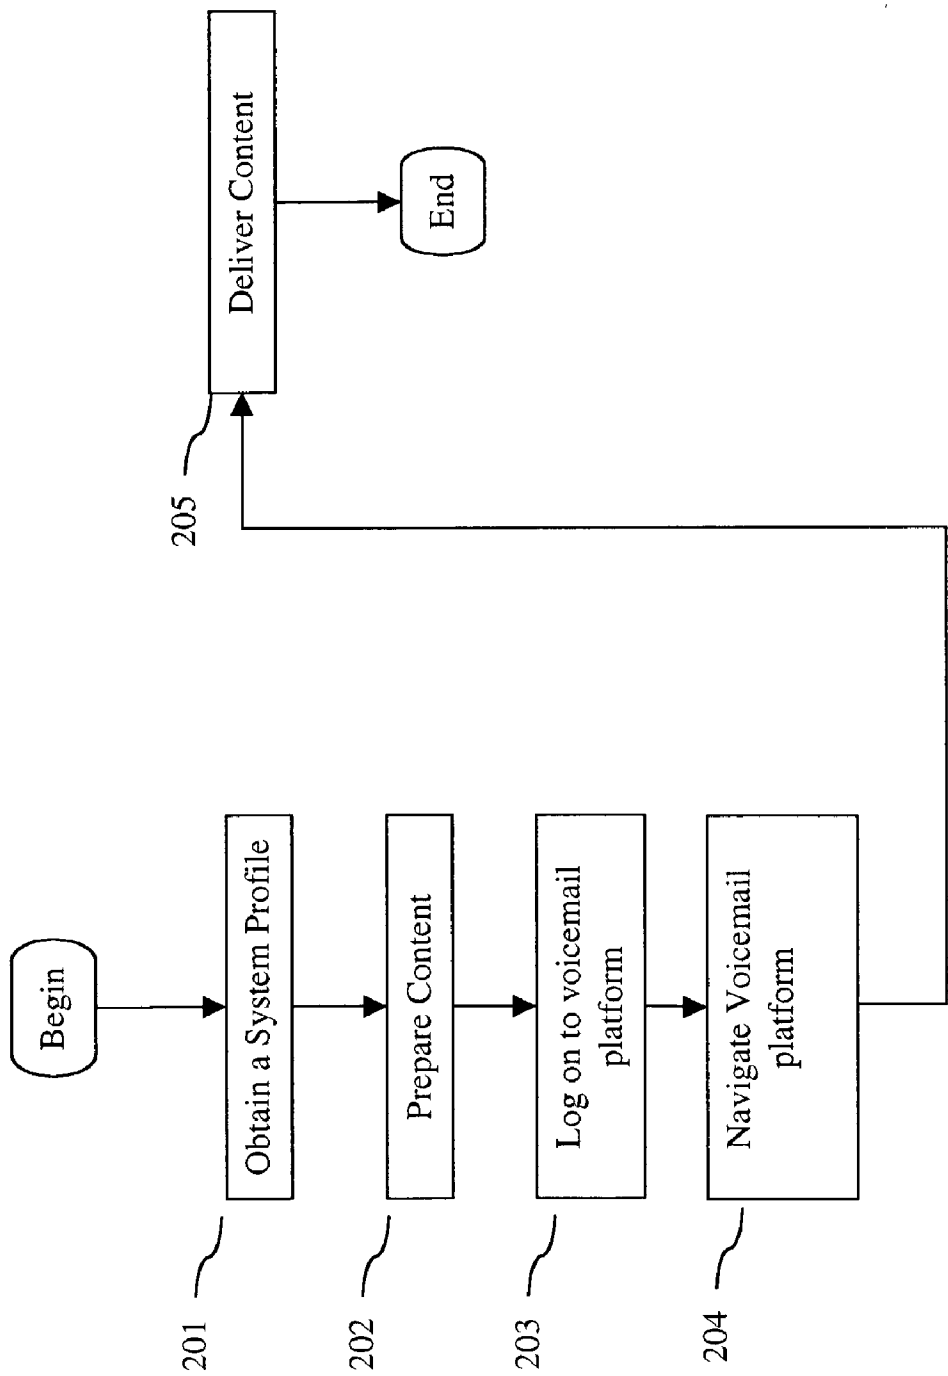 Begin
201
Obtain a System Profile
202
Prepare Content
203
Log on to voicemail
platform
204
Navigate Voicemail
platform
205
Deliver Content
End